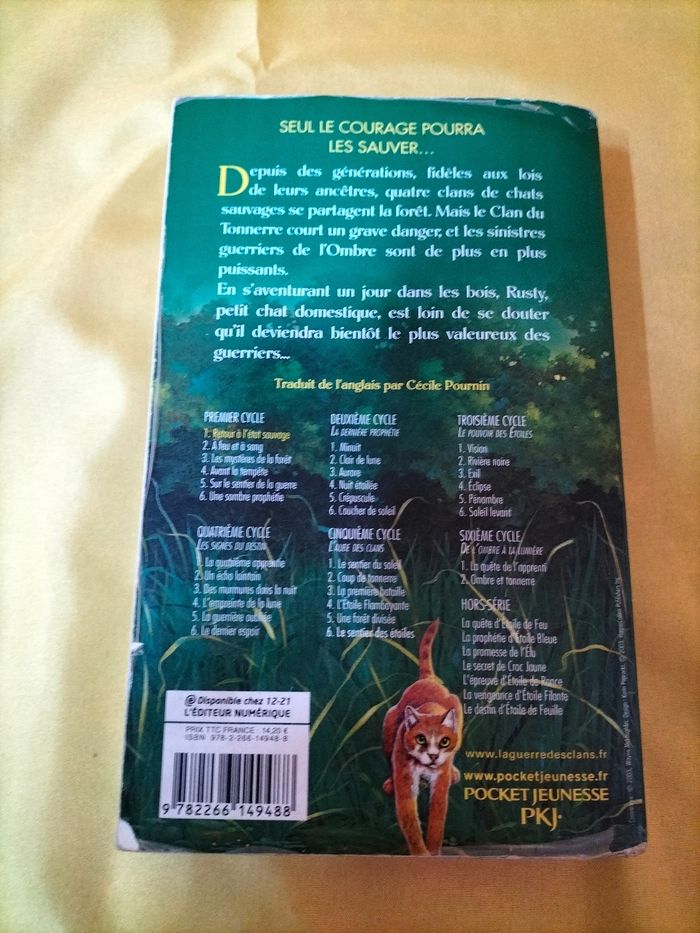 SEUL LE COURAGE POURRA
LES SAUVER...
Depuis des générations, fidèles aux lois
de leurs ancêtres, quatre clans de chats
sauvages se partagent la forêt. Mais le Clan du
Tonnerre court un grave danger, et les sinistres
guerriers de l'Ombre sont de plus en plus
puissants.
En s'aventurant un jour dans les bois, Rusty,
petit chat domestique, est loin de se douter
qu'il deviendra bientôt le plus valeureux des
guerriers...
Traduit de l'anglais par Cécile Pournin
PREMIER CYCLE
1. Retour à l'état sauvage
2. À feu et à sang
3. Les mystères de la forêt
4. Avant la tempête
5. Sur le sentier de la guerre
6. Une sombre prophétie
DEUXIÈME CYCLE
LA DERNIÈRE PROPHÉTIE
1. Minuit
2. Clair de lune
3. Aurore
4. Nuit étoilée
5. Crépuscule
6. Coucher de soleil
TROISIÈME CYCLE
LE POUVOIR DES ÉTOILES
1. Vision
2. Rivière noire
3. Exil
4. Éclipse
5. Pénombre
6. Soleil levant
QUATRIÈME CYCLE
LES SIGNES DU DESTIN
1. La quatrième apprentie
2. Un écho lointain
3. Des murmures dans la nuit
4. L'empreinte de la lune
5. La guerrière oubliée
6. Le dernier espoir
CINQUIÈME CYCLE
L'AUBE DES CLANS
1. Le sentier du soleil
2. Coup de tonnerre
3. La première bataille
4. L'Étoile Flamboyante
5. Une forêt divisée
6. Le sentier des étoiles
SIXIÈME CYCLE
DE L'OMBRE À LA LUMIÈRE
1. La quête de l'apprenti
2. Ombre et tonnerre
HORS-SÉRIE
La quête d'Étoile de Feu
La prophétie d'Étoile Bleue
La promesse de l'Élu
Le secret de Croc Jaune
L'épreuve d'Étoile de Ronce
La vengeance d'Étoile Filante
Le destin d'Étoile de Feuille
@ Disponible chez 12-21
L'ÉDITEUR NUMÉRIQUE
PRIX TTC FRANCE : 14,20 €
ISBN : 978-2-266-14948-8
9 782266 149488
www.laguerredesclans.fr
www.pocketjeunesse.fr
POCKET JEUNESSE
PKJ·